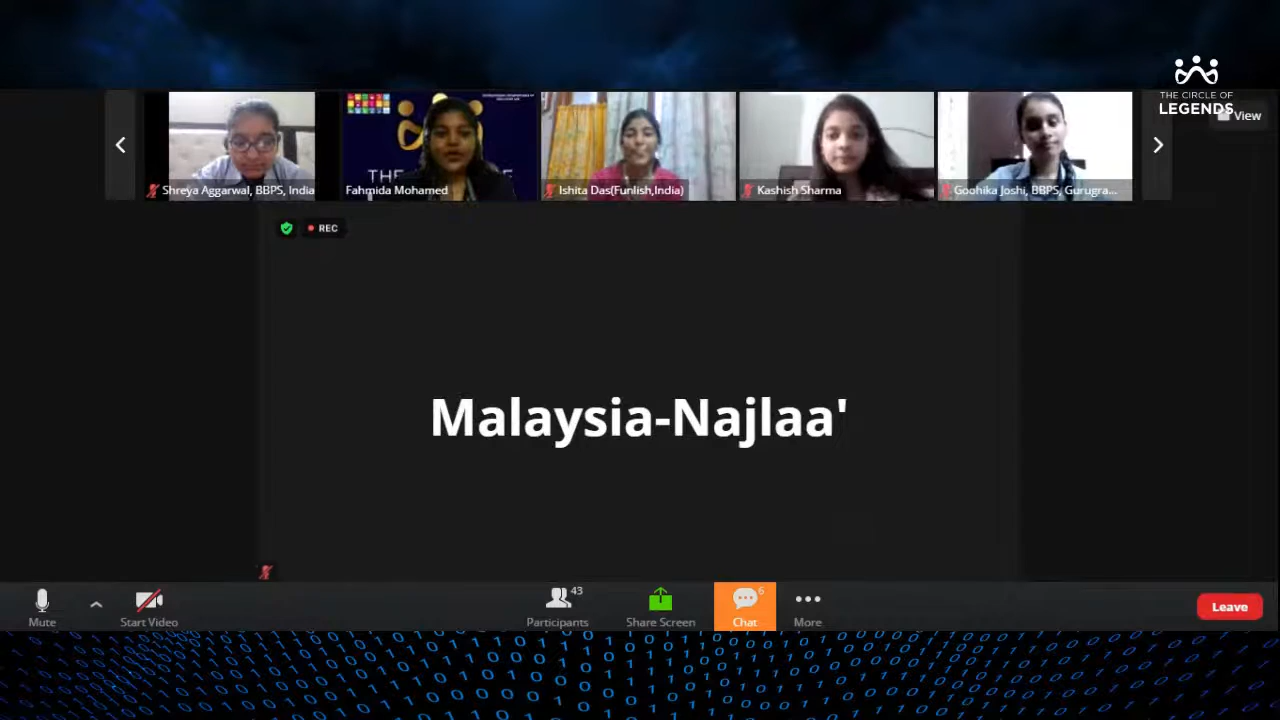 THE CIRCLE OF
LEGENDS
View
Shreya Aggarwal, BBPS, India
Fahmida Mohamed
Ishita Das(Funlish,India)
Kashish Sharma
Goohika Joshi, BBPS, Gurugra...
REC
Malaysia-Najlaa'
Mute
Start Video
43
Participants
Share Screen
6
Chat
More
Leave